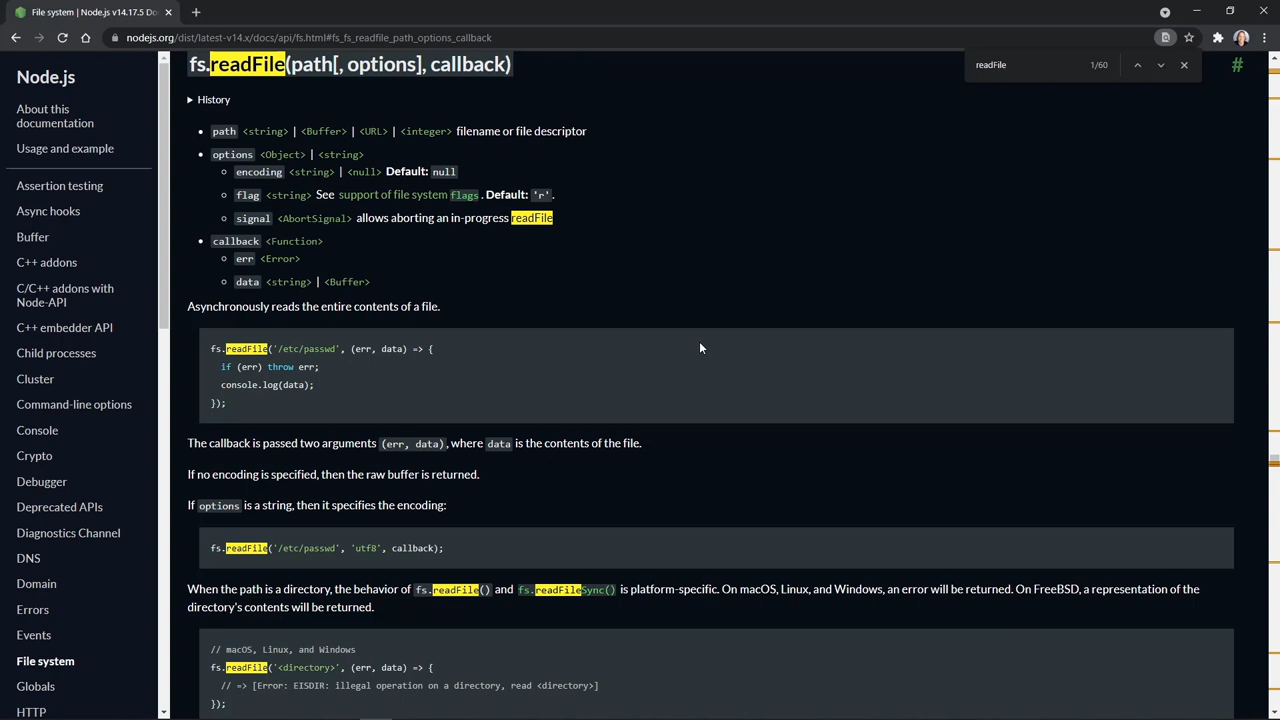 File system | Node.js v14.17.5 Do
nodejs.org/dist/latest-v14.x/docs/api/fs.html#fs_fs_readfile_path_options_callback
readFile 1/60
Node.js
About this
documentation
Usage and example
Assertion testing
Async hooks
Buffer
C++ addons
C/C++ addons with
Node-API
C++ embedder API
Child processes
Cluster
Command-line options
Console
Crypto
Debugger
Deprecated APIs
Diagnostics Channel
DNS
Domain
Errors
Events
File system
Globals
HTTP
fs.readFile(path[, options], callback)
#
History
path <string> | <Buffer> | <URL> | <integer> filename or file descriptor
options <Object> | <string>
encoding <string> | <null> Default: null
flag <string> See support of file system flags. Default: 'r'.
signal <AbortSignal> allows aborting an in-progress readFile
callback <Function>
err <Error>
data <string> | <Buffer>
Asynchronously reads the entire contents of a file.
fs.readFile('/etc/passwd', (err, data) => {
if (err) throw err;
console.log(data);
});
The callback is passed two arguments (err, data), where data is the contents of the file.
If no encoding is specified, then the raw buffer is returned.
If options is a string, then it specifies the encoding:
fs.readFile('/etc/passwd', 'utf8', callback);
When the path is a directory, the behavior of fs.readFile() and fs.readFileSync() is platform-specific. On macOS, Linux, and Windows, an error will be returned. On FreeBSD, a representation of the
directory's contents will be returned.
// macOS, Linux, and Windows
fs.readFile('<directory>', (err, data) => {
// => [Error: EISDIR: illegal operation on a directory, read <directory>]
});